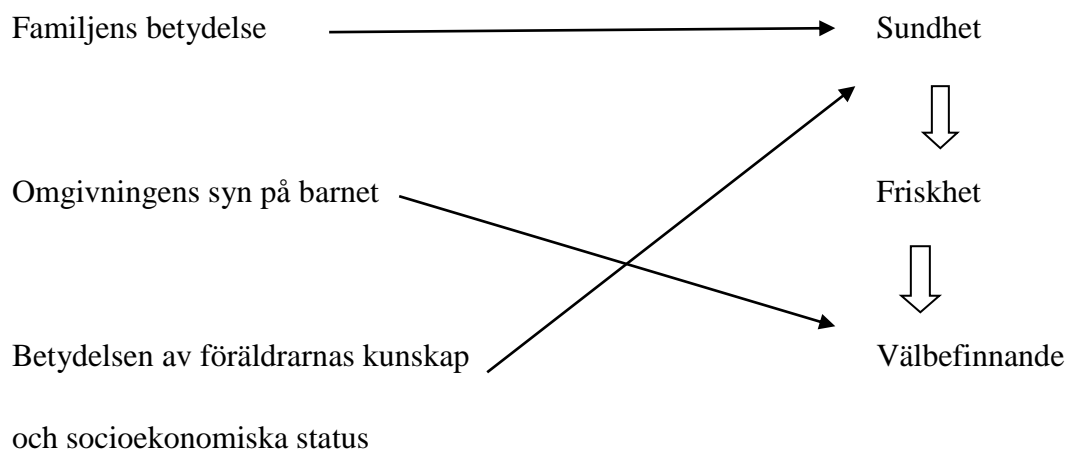 Familjens betydelse
Sundhet
Omgivningens syn på barnet
Friskhet
Betydelsen av föräldrarnas kunskap
Välbefinnande
och socioekonomiska status